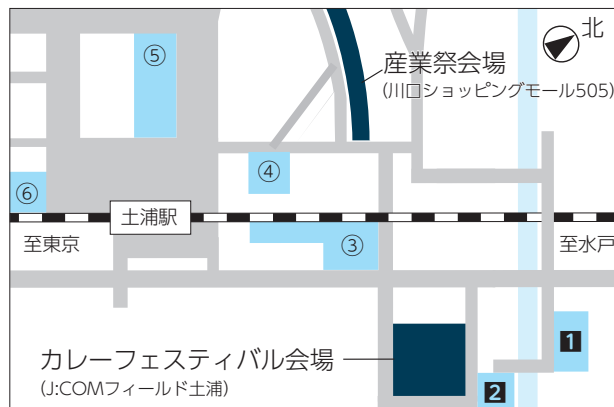 北
⑤
産業祭会場
(川口ショッピングモール505)
④
⑥
土浦駅
至東京
③
至水戸
1
カレーフェスティバル会場
(J:COMフィールド土浦)
2